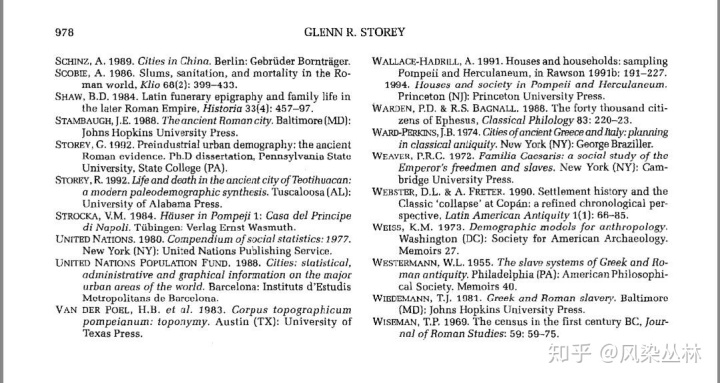 978
GLENN R. STOREY
SCHINZ, A. 1989. Cities in China. Berlin: Gebrüder Bornträger.
SCOBIE, A. 1986. Slums, sanitation, and mortality in the Ro-
man world, Klio 68(2): 399–433.
SHAW, B.D. 1984. Latin funerary epigraphy and family life in
the later Roman Empire, Historia 33(4): 457–97.
STAMBAUGH, J.E. 1988. The ancient Roman city. Baltimore (MD):
Johns Hopkins University Press.
STOREY, G. 1992. Preindustrial urban demography: the ancient
Roman evidence. Ph.D dissertation, Pennsylvania State
University, State College (PA).
STOREY, R. 1992. Life and death in the ancient city of Teotihuacan:
a modern paleodemographic synthesis. Tuscaloosa (AL):
University of Alabama Press.
STROCKA, V.M. 1984. Häuser in Pompeji 1: Casa del Principe
di Napoli. Tübingen: Verlag Ernst Wasmuth.
UNITED NATIONS. 1980. Compendium of social statistics: 1977.
New York (NY): United Nations Publishing Service.
UNITED NATIONS POPULATION FUND. 1988. Cities: statistical,
administrative and graphical information on the major
urban areas of the world. Barcelona: Instituts d'Estudis
Metropolitans de Barcelona.
VAN DER POEL, H.B. et al. 1983. Corpus topographicum
pompeianum: toponymy. Austin (TX): University of
Texas Press.
WALLACE-HADRILL, A. 1991. Houses and households: sampling
Pompeii and Herculaneum, in Rawson 1991b: 191–227.
1994. Houses and society in Pompeii and Herculaneum.
Princeton (NJ): Princeton University Press.
WARDEN, P.D. & R.S. BAGNALL. 1988. The forty thousand citi-
zens of Ephesus, Classical Philology 83: 220–23.
WARD-PERKINS, J.B. 1974. Cities of ancient Greece and Italy: planning
in classical antiquity. New York (NY): George Braziller.
WEAVER, P.R.C. 1972. Familia Caesaris: a social study of the
Emperor's freedmen and slaves. New York (NY): Cam-
bridge University Press.
WEBSTER, D.L. & A. FRETER. 1990. Settlement history and the
Classic 'collapse' at Copán: a refined chronological per-
spective, Latin American Antiquity 1(1): 66–85.
WEISS, K.M. 1973. Demographic models for anthropology.
Washington (DC): Society for American Archaeology.
Memoirs 27.
WESTERMANN, W.L. 1955. The slave systems of Greek and Ro-
man antiquity. Philadelphia (PA): American Philosophi-
cal Society. Memoirs 40.
WIEDEMANN, T.J. 1981. Greek and Roman slavery. Baltimore
(MD): Johns Hopkins University Press.
WISEMAN, T.P. 1969. The census in the first century BC, Jour-
nal of Roman Studies: 59: 59–75.
知乎 @风染丛林